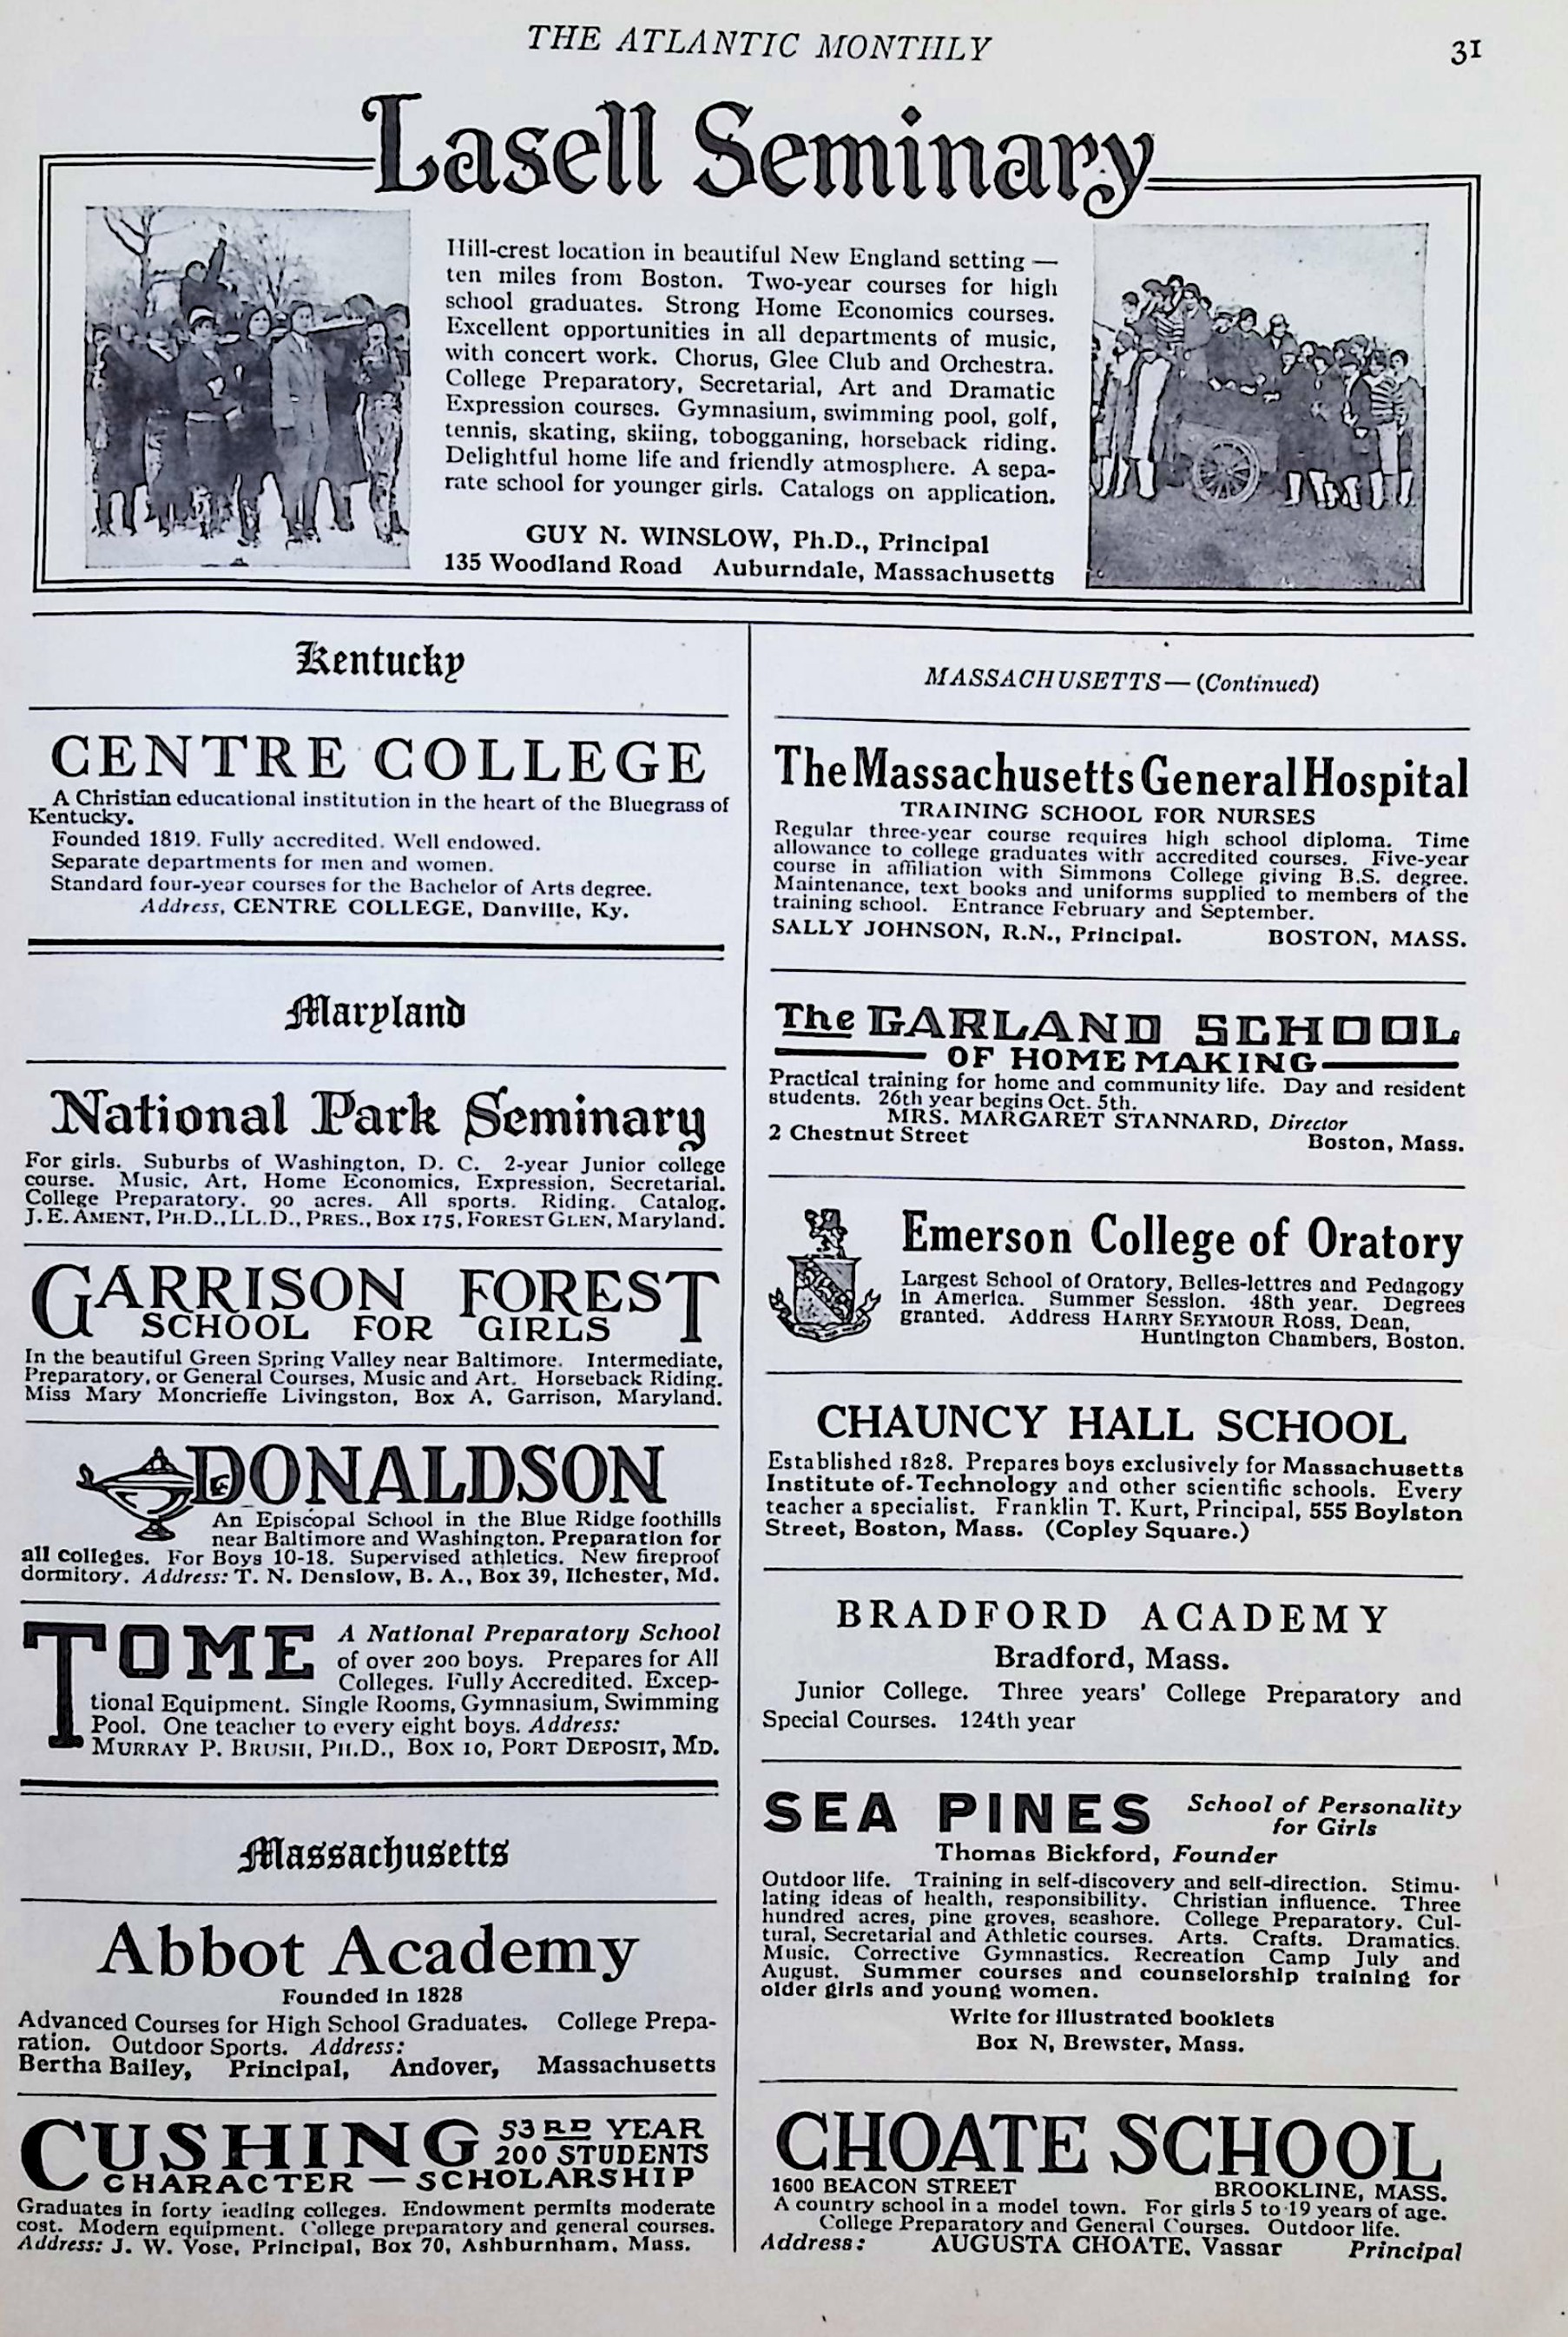 THE ATLANTIC MONTHLY
31
Lasell Seminary
Hill-crest location in beautiful New England setting —
ten miles from Boston. Two-year courses for high
school graduates. Strong Home Economics courses.
Excellent opportunities in all departments of music,
with concert work. Chorus, Glee Club and Orchestra.
College Preparatory, Secretarial, Art and Dramatic
Expression courses. Gymnasium, swimming pool, golf,
tennis, skating, skiing, tobogganing, horseback riding.
Delightful home life and friendly atmosphere. A sepa-
rate school for younger girls. Catalogs on application.
GUY N. WINSLOW, Ph.D., Principal
135 Woodland Road Auburndale, Massachusetts
Kentucky
CENTRE COLLEGE
A Christian educational institution in the heart of the Bluegrass of
Kentucky.
Founded 1819. Fully accredited. Well endowed.
Separate departments for men and women.
Standard four-year courses for the Bachelor of Arts degree.
Address, CENTRE COLLEGE, Danville, Ky.
Maryland
National Park Seminary
For girls. Suburbs of Washington, D. C. 2-year Junior college
course. Music, Art, Home Economics, Expression, Secretarial.
College Preparatory. 90 acres. All sports. Riding. Catalog.
J. E. AMENT, PH.D., LL.D., PRES., Box 175, FOREST GLEN, Maryland.
GARRISON FOREST
SCHOOL FOR GIRLS
In the beautiful Green Spring Valley near Baltimore. Intermediate,
Preparatory, or General Courses, Music and Art. Horseback Riding.
Miss Mary Moncrieffe Livingston, Box A, Garrison, Maryland.
DONALDSON
An Episcopal School in the Blue Ridge foothills
near Baltimore and Washington. Preparation for
all colleges. For Boys 10-18. Supervised athletics. New fireproof
dormitory. Address: T. N. Denslow, B. A., Box 39, Ilchester, Md.
TOME
A National Preparatory School
of over 200 boys. Prepares for All
Colleges. Fully Accredited. Excep-
tional Equipment. Single Rooms, Gymnasium, Swimming
Pool. One teacher to every eight boys. Address:
MURRAY P. BRUSH, PH.D., BOX 10, PORT DEPOSIT, MD.
Massachusetts
Abbot Academy
Founded in 1828
Advanced Courses for High School Graduates. College Prepa-
ration. Outdoor Sports. Address:
Bertha Bailey, Principal, Andover, Massachusetts
CUSHING
53RD YEAR
200 STUDENTS
CHARACTER — SCHOLARSHIP
Graduates in forty leading colleges. Endowment permits moderate
cost. Modern equipment. College preparatory and general courses.
Address: J. W. Vose, Principal, Box 70, Ashburnham, Mass.
MASSACHUSETTS — (Continued)
The Massachusetts General Hospital
TRAINING SCHOOL FOR NURSES
Regular three-year course requires high school diploma. Time
allowance to college graduates with accredited courses. Five-year
course in affiliation with Simmons College giving B.S. degree.
Maintenance, text books and uniforms supplied to members of the
training school. Entrance February and September.
SALLY JOHNSON, R.N., Principal. BOSTON, MASS.
The GARLAND SCHOOL
OF HOMEMAKING
Practical training for home and community life. Day and resident
students. 26th year begins Oct. 5th.
MRS. MARGARET STANNARD, Director
2 Chestnut Street Boston, Mass.
Emerson College of Oratory
Largest School of Oratory, Belles-lettres and Pedagogy
in America. Summer Session. 48th year. Degrees
granted. Address HARRY SEYMOUR ROSS, Dean,
Huntington Chambers, Boston.
CHAUNCY HALL SCHOOL
Established 1828. Prepares boys exclusively for Massachusetts
Institute of Technology and other scientific schools. Every
teacher a specialist. Franklin T. Kurt, Principal, 555 Boylston
Street, Boston, Mass. (Copley Square.)
BRADFORD ACADEMY
Bradford, Mass.
Junior College. Three years' College Preparatory and
Special Courses. 124th year
SEA PINES
School of Personality
for Girls
Thomas Bickford, Founder
Outdoor life. Training in self-discovery and self-direction. Stimu-
lating ideas of health, responsibility. Christian influence. Three
hundred acres, pine groves, seashore. College Preparatory. Cul-
tural, Secretarial and Athletic courses. Arts. Crafts. Dramatics.
Music. Corrective Gymnastics. Recreation Camp July and
August. Summer courses and counselorship training for
older girls and young women.
Write for illustrated booklets
Box N, Brewster, Mass.
CHOATE SCHOOL
1600 BEACON STREET BROOKLINE, MASS.
A country school in a model town. For girls 5 to 19 years of age.
College Preparatory and General Courses. Outdoor life.
Address: AUGUSTA CHOATE, Vassar Principal